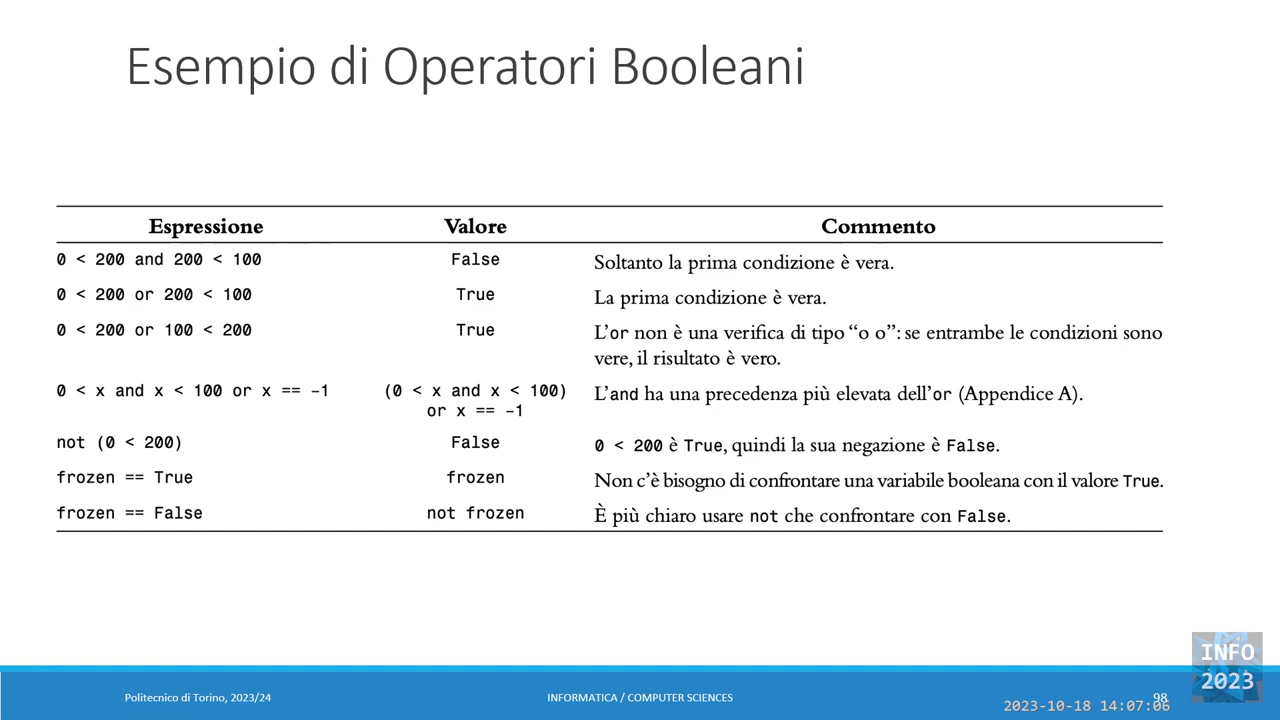 Esempio di Operatori Booleani
Espressione Valore Commento
0 < 200 and 200 < 100 False Soltanto la prima condizione è vera.
0 < 200 or 200 < 100 True La prima condizione è vera.
0 < 200 or 100 < 200 True L’or non è una verifica di tipo “o o”: se entrambe le condizioni sono
vere, il risultato è vero.
0 < x and x < 100 or x == -1 (0 < x and x < 100) L’and ha una precedenza più elevata dell’or (Appendice A).
or x == -1
not (0 < 200) False 0 < 200 è True, quindi la sua negazione è False.
frozen == True frozen Non c’è bisogno di confrontare una variabile booleana con il valore True.
frozen == False not frozen È più chiaro usare not che confrontare con False.
INFO
2023
Politecnico di Torino, 2023/24 INFORMATICA / COMPUTER SCIENCES 98
2023-10-18 14:07:06